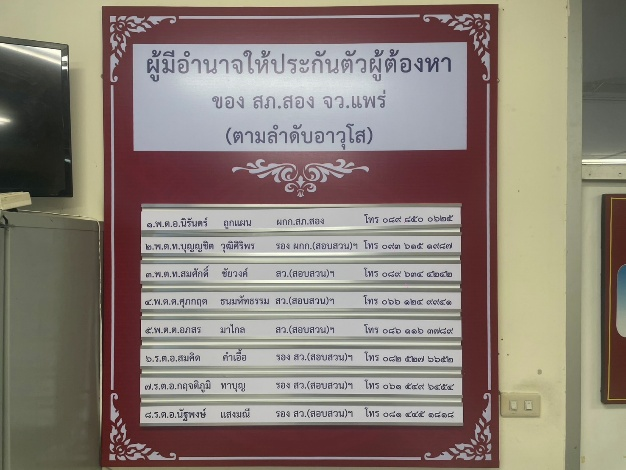 ผู้มีอำนาจให้ประกันตัวผู้ต้องหา
ของ สภ.สอง จว.แพร่
(ตามลำดับอาวุโส)
๑.พ.ต.อ.นิรันดร์ ถูกแผน ผกก.สภ.สอง โทร ๐๘๙ ๘๕๐ ๐๖๒๕
๒.พ.ต.ท.บุญญชิต วุฒิศิริพร รอง ผกก.(สอบสวน)ฯ โทร ๐๙๓ ๖๑๕ ๑๙๘๗
๓.พ.ต.ท.สมศักดิ์ ชัยวงค์ สว.(สอบสวน)ฯ โทร ๐๘๙ ๖๓๔ ๔๒๔๒
๔.พ.ต.ต.ศุภกฤต ธนมหัทธรรม สว.(สอบสวน)ฯ โทร ๐๖๖ ๑๒๔ ๙๙๔๑
๕.พ.ต.ต.อภสร มาไกล สว.(สอบสวน)ฯ โทร ๐๘๖ ๑๑๖ ๓๗๘๙
๖.ร.ต.อ.สมคิด คำเอื้อ รอง สว.(สอบสวน)ฯ โทร ๐๘๒ ๕๒๗ ๖๖๕๒
๗.ร.ต.อ.กฤจติภูมิ ทาบุญ รอง สว.(สอบสวน)ฯ โทร ๐๖๑ ๕๔๙ ๖๔๕๔
๘.ร.ต.อ.นัฐพงษ์ แสงมณี รอง สว.(สอบสวน)ฯ โทร ๐๘๑ ๔๔๕ ๑๘๑๘